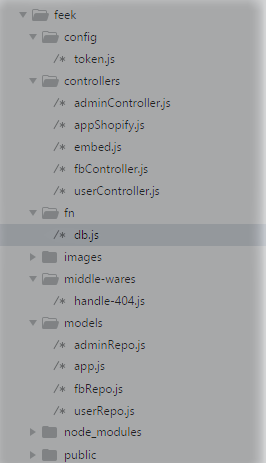 feek
config
/* token.js
controllers
/* adminController.js
/* appShopify.js
/* embed.js
/* fbController.js
/* userController.js
fn
/* db.js
images
middle-wares
/* handle-404.js
models
/* adminRepo.js
/* app.js
/* fbRepo.js
/* userRepo.js
node_modules
public